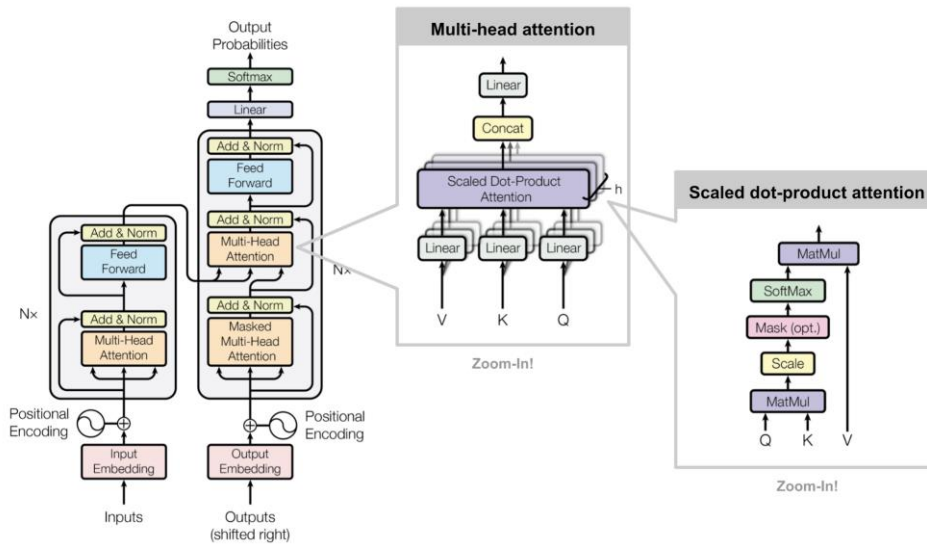 Output
Probabilities
Softmax
Linear
Add & Norm
Feed
Forward
Add & Norm
Multi-Head
Attention
Nx
Add & Norm
Masked
Multi-Head
Attention
Positional
Encoding
Output
Embedding
Outputs
(shifted right)
Add & Norm
Feed
Forward
Nx
Add & Norm
Multi-Head
Attention
Positional
Encoding
Input
Embedding
Inputs
Multi-head attention
Linear
Concat
Scaled Dot-Product
Attention
h
Linear
Linear
Linear
V
K
Q
Zoom-In!
Scaled dot-product attention
MatMul
SoftMax
Mask (opt.)
Scale
MatMul
Q
K
V
Zoom-In!